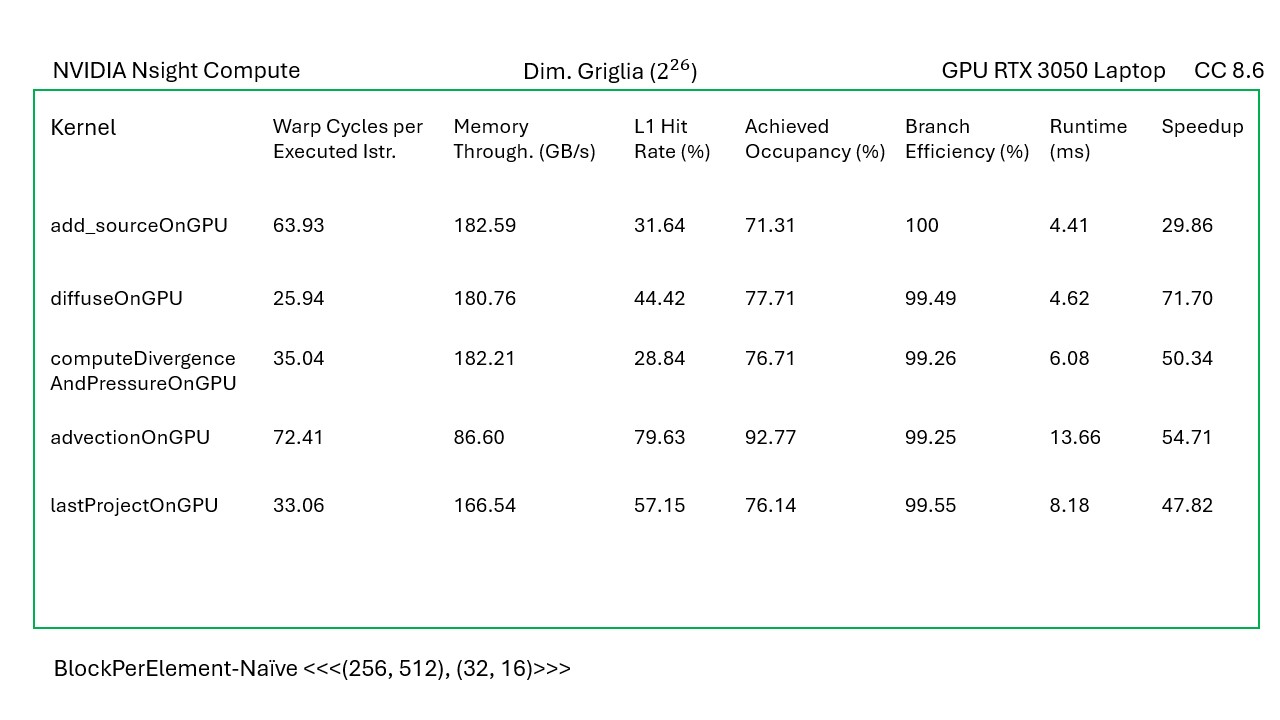 NVIDIA Nsight Compute Dim. Griglia (2²⁶) GPU RTX 3050 Laptop CC 8.6
Kernel Warp Cycles per Executed Istr. Memory Through. (GB/s) L1 Hit Rate (%) Achieved Occupancy (%) Branch Efficiency (%) Runtime (ms) Speedup
add_sourceOnGPU 63.93 182.59 31.64 71.31 100 4.41 29.86
diffuseOnGPU 25.94 180.76 44.42 77.71 99.49 4.62 71.70
computeDivergence 35.04 182.21 28.84 76.71 99.26 6.08 50.34
AndPressureOnGPU
advectionOnGPU 72.41 86.60 79.63 92.77 99.25 13.66 54.71
lastProjectOnGPU 33.06 166.54 57.15 76.14 99.55 8.18 47.82
BlockPerElement-Naïve <<<(256, 512), (32, 16)>>>